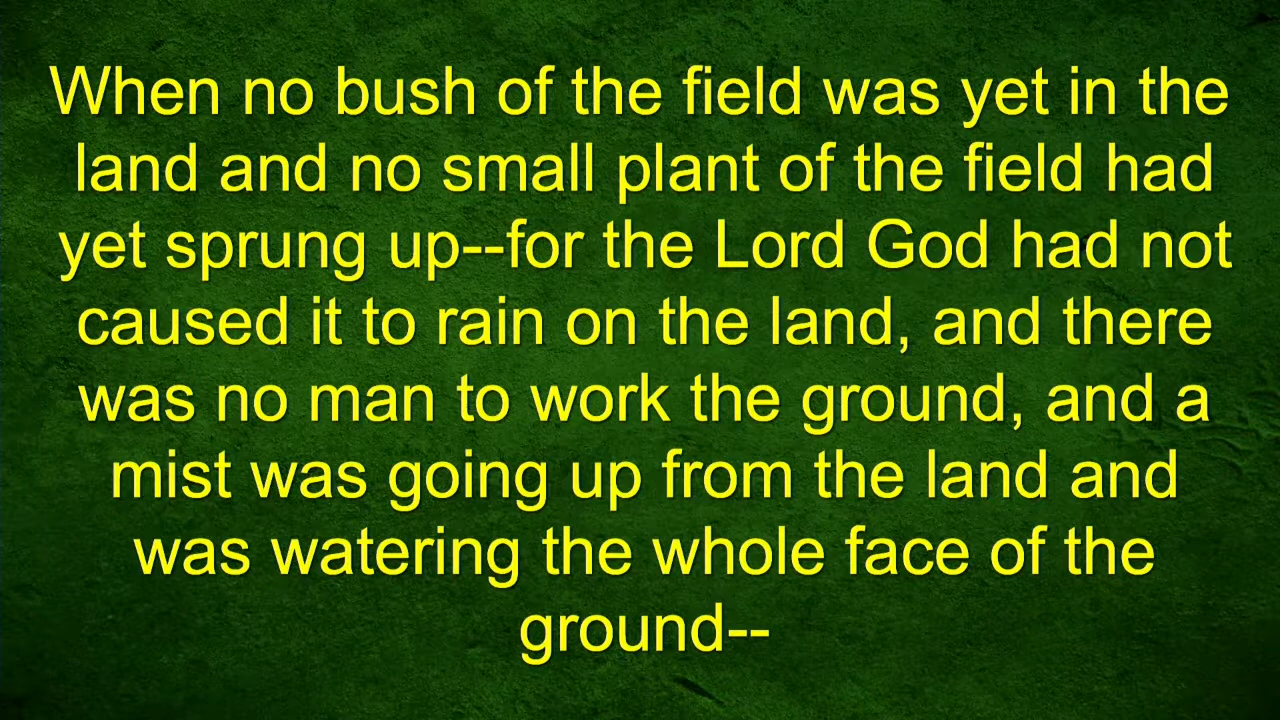 When no bush of the field was yet in the
land and no small plant of the field had
yet sprung up--for the Lord God had not
caused it to rain on the land, and there
was no man to work the ground, and a
mist was going up from the land and
was watering the whole face of the
ground--